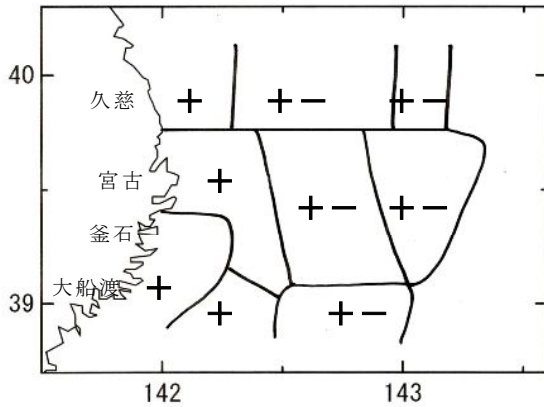 40
久慈 + + − + −
宮古 +
+ − + −
釜石
大船渡 +
39
+ + −
142 143